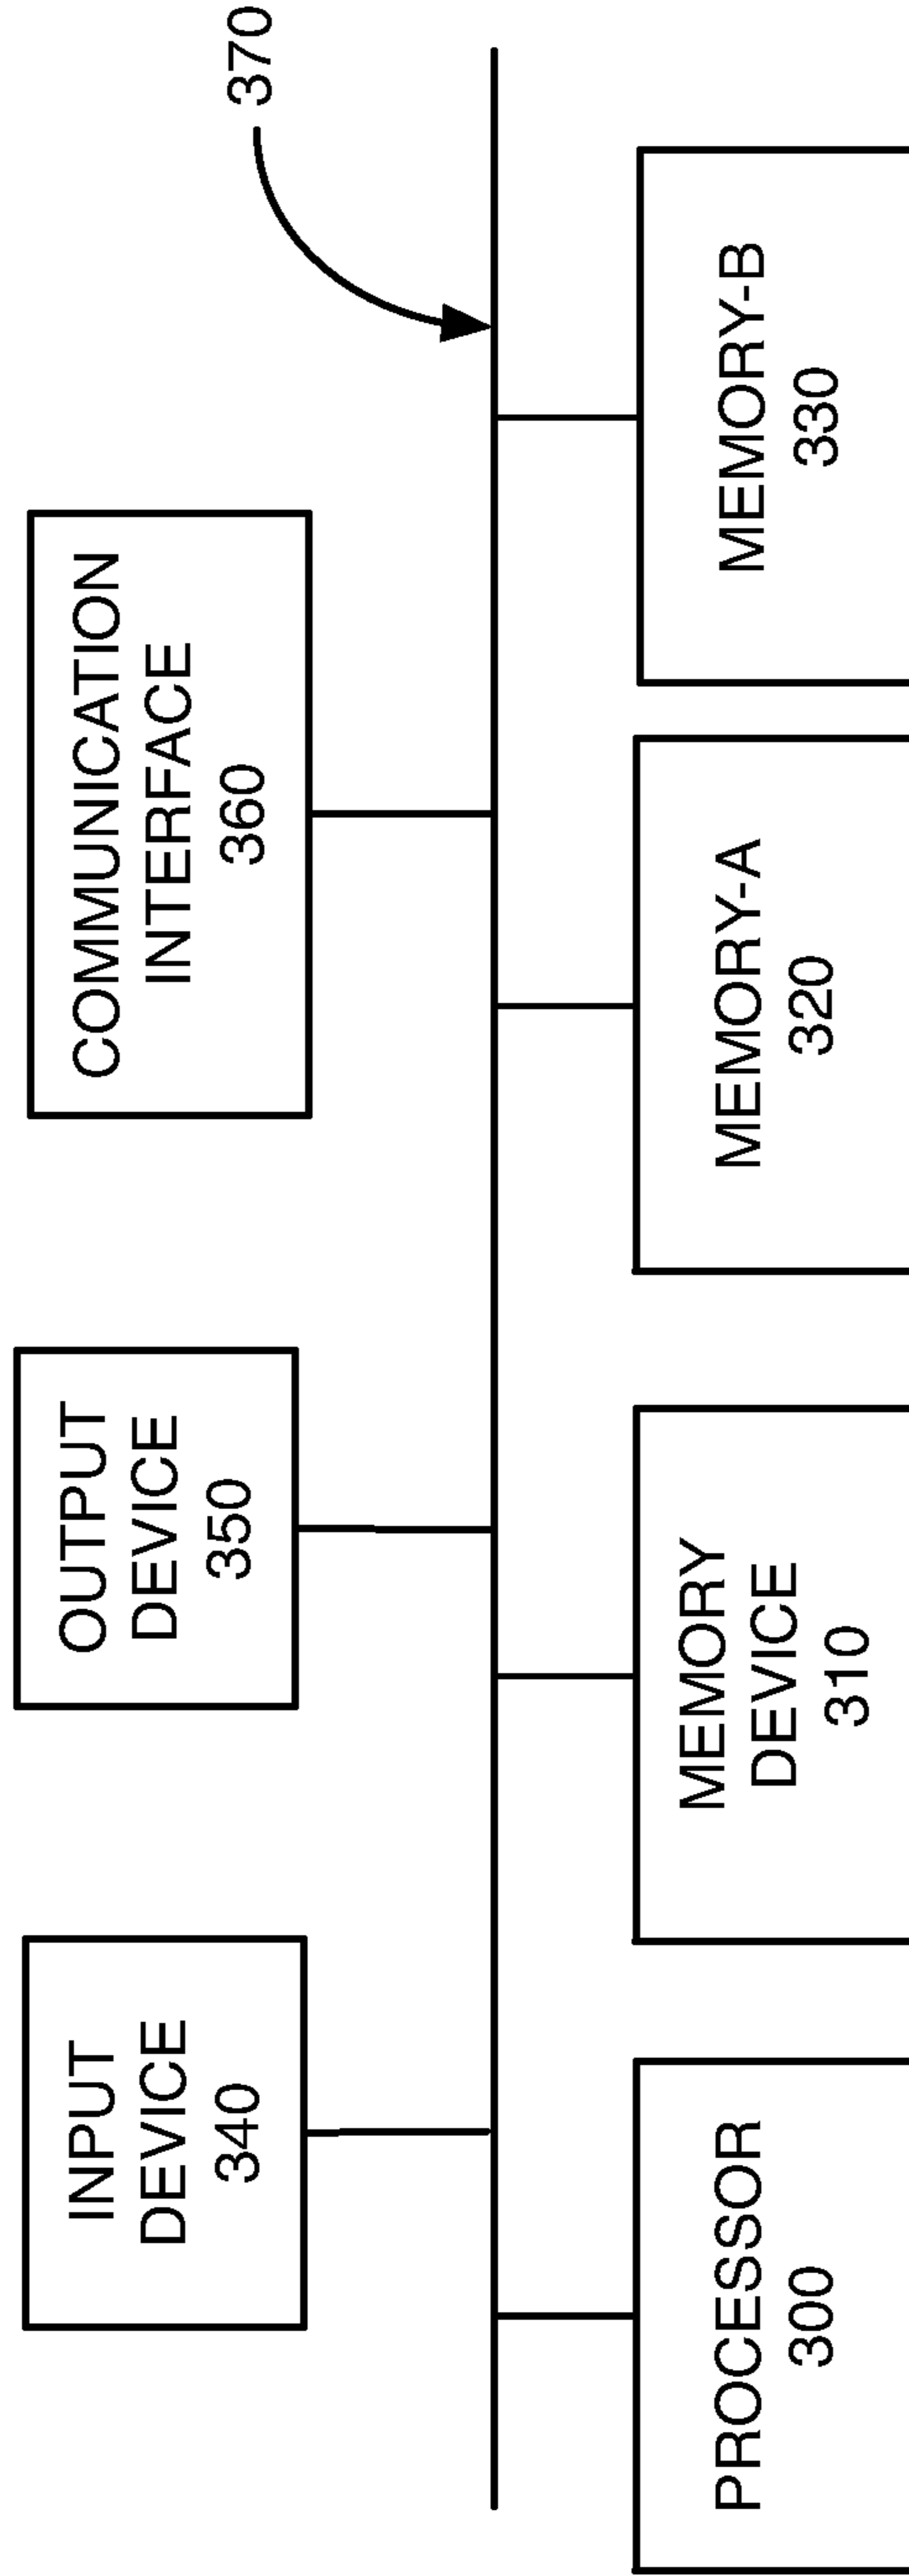 INPUT
DEVICE
340
OUTPUT
DEVICE
350
COMMUNICATION
INTERFACE
360
370
PROCESSOR
300
MEMORY
DEVICE
310
MEMORY-A
320
MEMORY-B
330